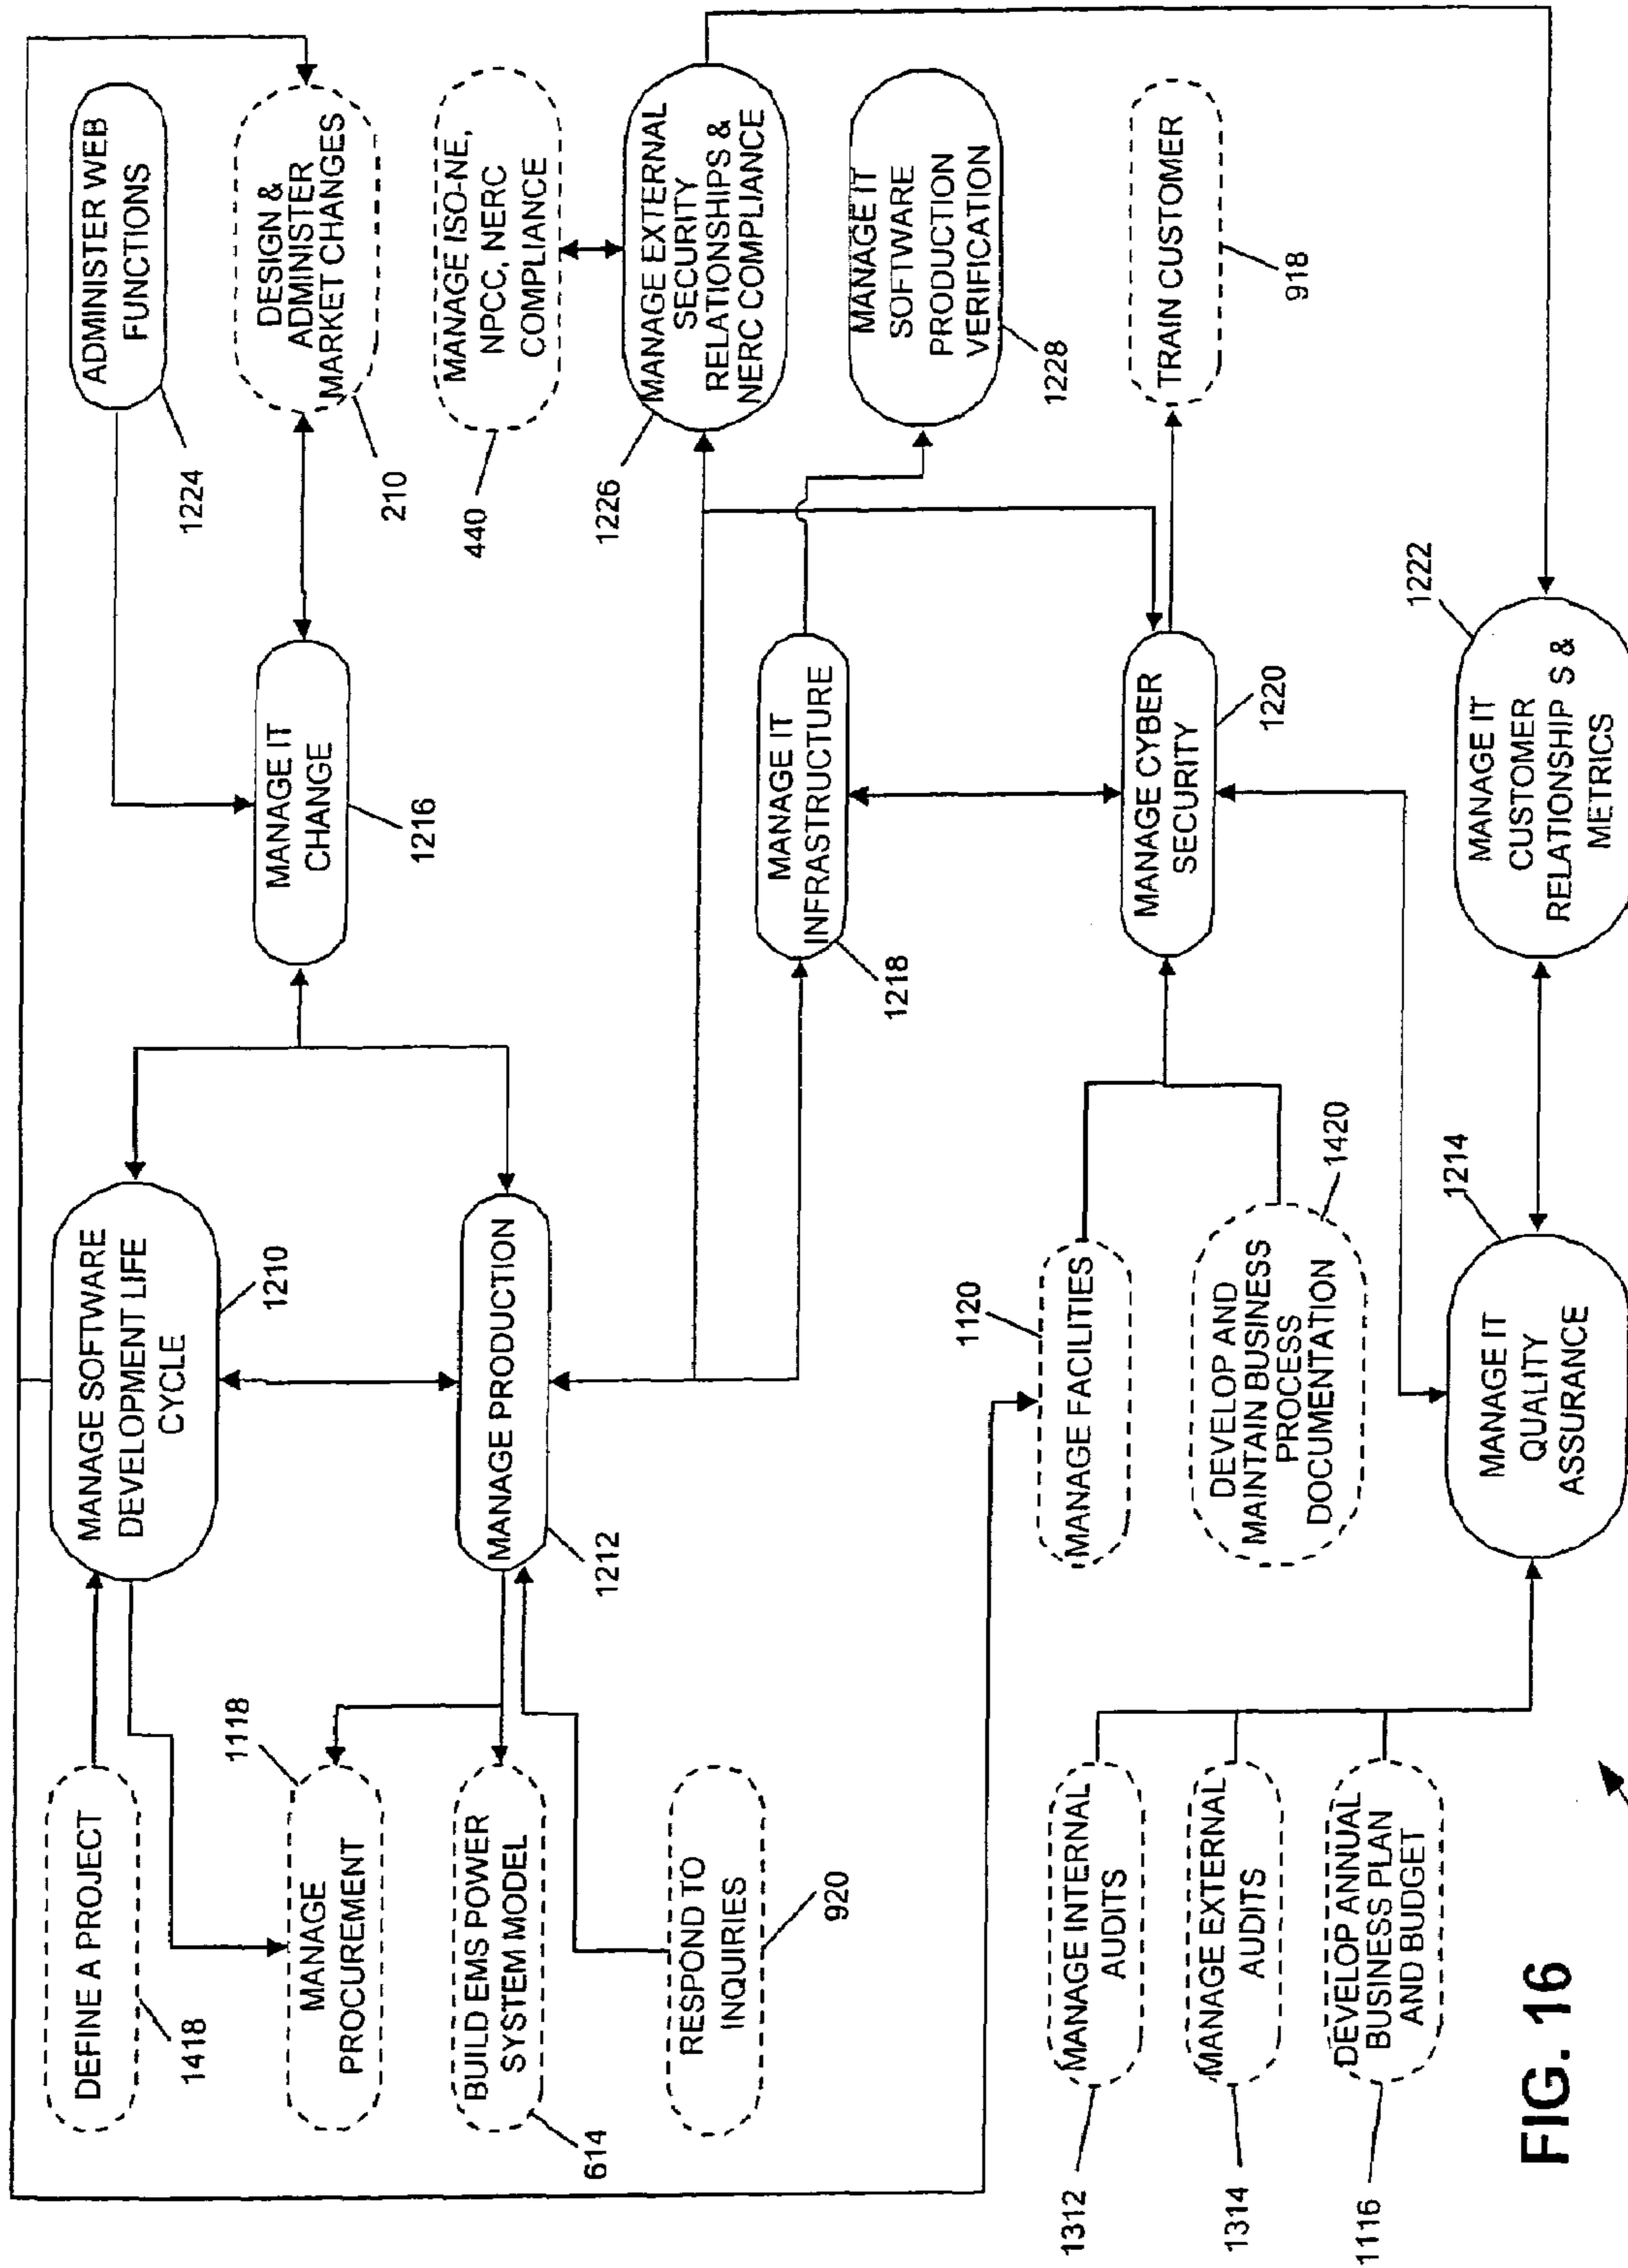 DEFINE A PROJECT
1418
MANAGE SOFTWARE
DEVELOPMENT LIFE
CYCLE
1210
ADMINISTER WEB
FUNCTIONS
1224
MANAGE
PROCUREMENT
1118
MANAGE IT
CHANGE
1216
DESIGN &
ADMINISTER
MARKET CHANGES
210
BUILD EMS POWER
SYSTEM MODEL
614
MANAGE PRODUCTION
1212
MANAGE ISO-NE,
NPCC, NERC
COMPLIANCE
440
RESPOND TO
INQUIRIES
920
MANAGE EXTERNAL
SECURITY
RELATIONSHIPS &
NERC COMPLIANCE
1226
MANAGE IT
INFRASTRUCTURE
1218
MANAGE IT
SOFTWARE
PRODUCTION
VERIFICATION
1228
MANAGE INTERNAL
AUDITS
1312
MANAGE FACILITIES
1120
MANAGE CYBER
SECURITY
1220
TRAIN CUSTOMER
918
MANAGE EXTERNAL
AUDITS
1314
DEVELOP AND
MAINTAIN BUSINESS
PROCESS
DOCUMENTATION
1420
DEVELOP ANNUAL
BUSINESS PLAN
AND BUDGET
1116
MANAGE IT
QUALITY
ASSURANCE
1214
MANAGE IT
CUSTOMER
RELATIONSHIP S &
METRICS
1222
FIG. 16